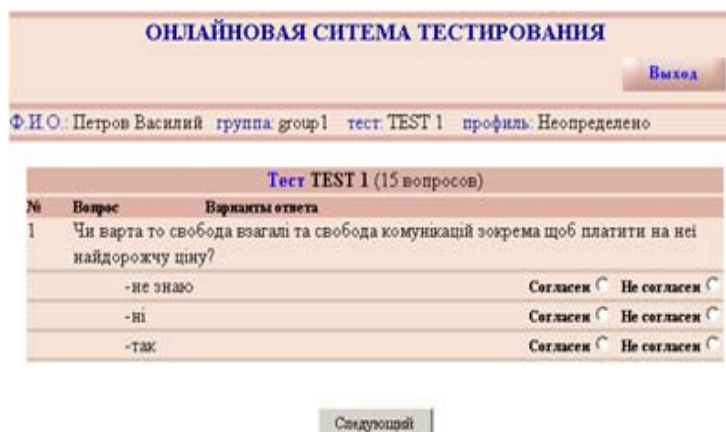 ОНЛАЙНОВАЯ СИТЕМА ТЕСТИРОВАНИЯ
Выход
Ф.И.О.: Петров Василий группа: group1 тест: TEST 1 профиль: Неопределено
Тест TEST 1 (15 вопросов)
№ Вопрос Варианты ответа
1 Чи варта то свобода взагалі та свобода комунікацій зокрема щоб платити на неї
найдорожчу ціну?
-не знаю Согласен Не согласен
-ні Согласен Не согласен
-так Согласен Не согласен
Следующий